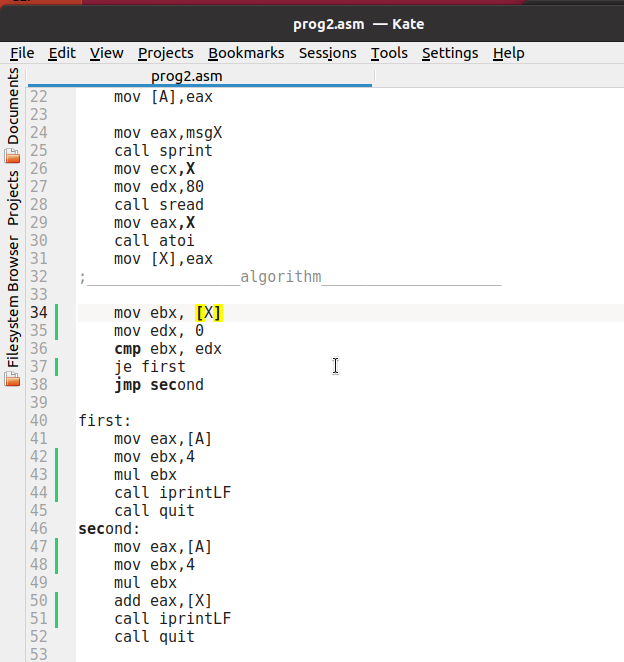 prog2.asm — Kate
File Edit View Projects Bookmarks Sessions Tools Settings Help
prog2.asm
Documents
Projects
Filesystem Browser
22 mov [A],eax
23
24 mov eax,msgX
25 call sprint
26 mov ecx,X
27 mov edx,80
28 call sread
29 mov eax,X
30 call atoi
31 mov [X],eax
32 ;_________________algorithm____________________
33
34 mov ebx, [X]
35 mov edx, 0
36 cmp ebx, edx
37 je first
38 jmp second
39
40 first:
41 mov eax,[A]
42 mov ebx,4
43 mul ebx
44 call iprintLF
45 call quit
46 second:
47 mov eax,[A]
48 mov ebx,4
49 mul ebx
50 add eax,[X]
51 call iprintLF
52 call quit
53